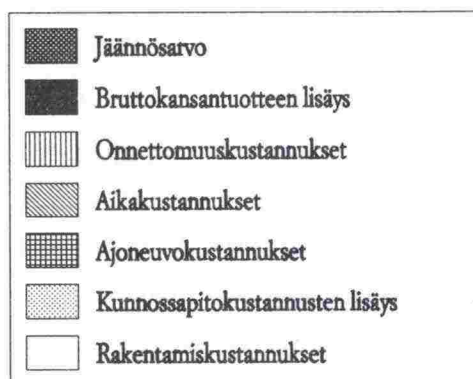 Jäännösarvo
Bruttokansantuotteen lisäys
Onnettomuuskustannukset
Aikakustannukset
Ajoneuvokustannukset
Kunnossapitokustannusten lisäys
Rakentamiskustannukset